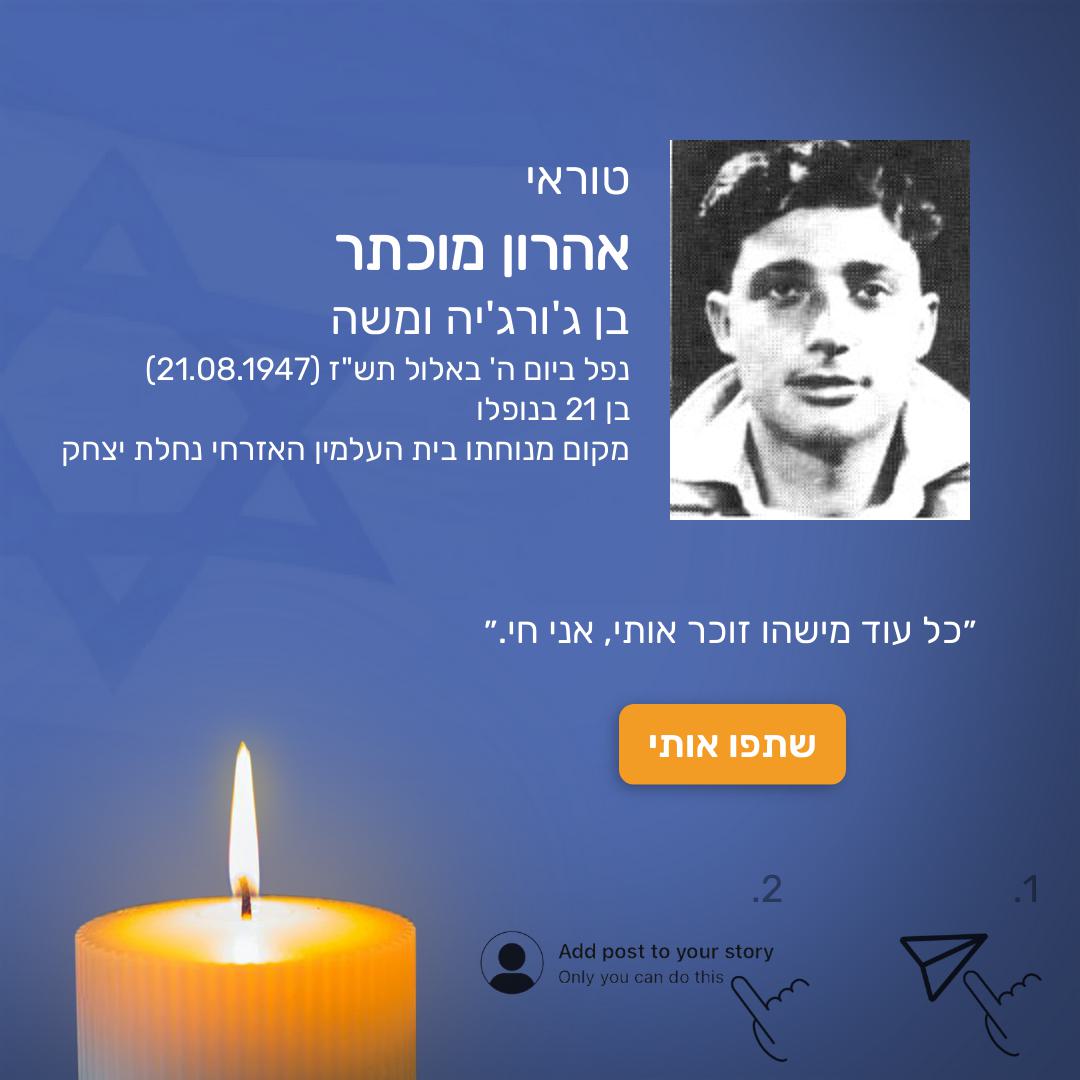 טוראי
אהרון מוכתר
בן ג'ורג'יה ומשה
נפל ביום ה' באלול תש"ז (21.08.1947)
בן 21 בנופלו
מקום מנוחתו בית העלמין האזרחי נחלת יצחק
״כל עוד מישהו זוכר אותי, אני חי.״
שתפו אותי
1.
2.
Add post to your story
Only you can do this